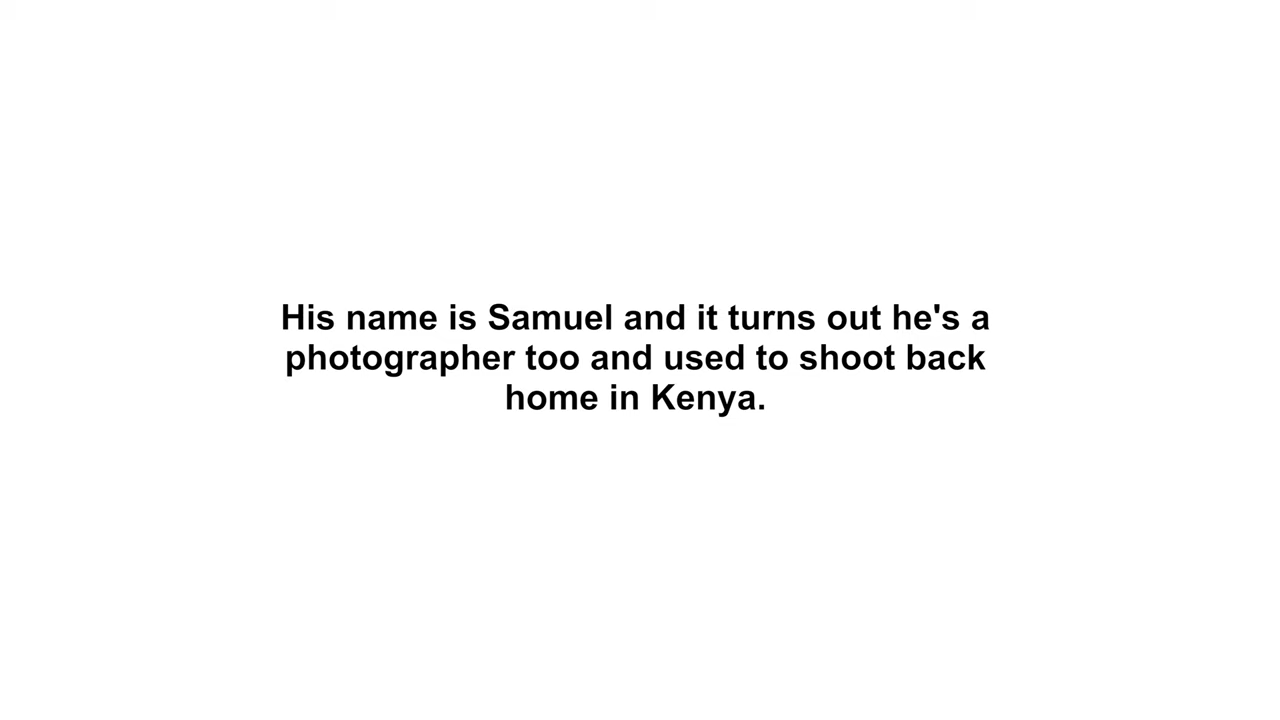 His name is Samuel and it turns out he's a
photographer too and used to shoot back
home in Kenya.